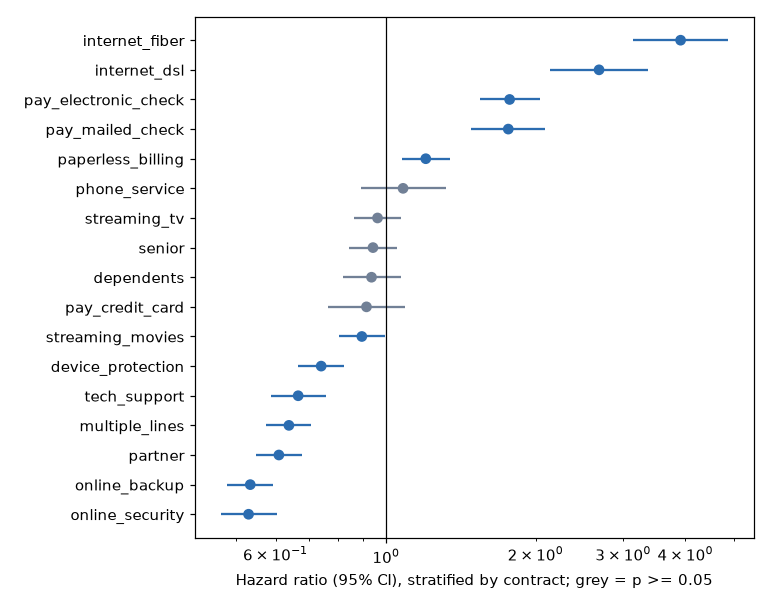 internet_fiber
internet_dsl
pay_electronic_check
pay_mailed_check
paperless_billing
phone_service
streaming_tv
senior
dependents
pay_credit_card
streaming_movies
device_protection
tech_support
multiple_lines
partner
online_backup
online_security
6 × 10⁻¹ 10⁰ 2 × 10⁰ 3 × 10⁰ 4 × 10⁰
Hazard ratio (95% CI), stratified by contract; grey = p >= 0.05